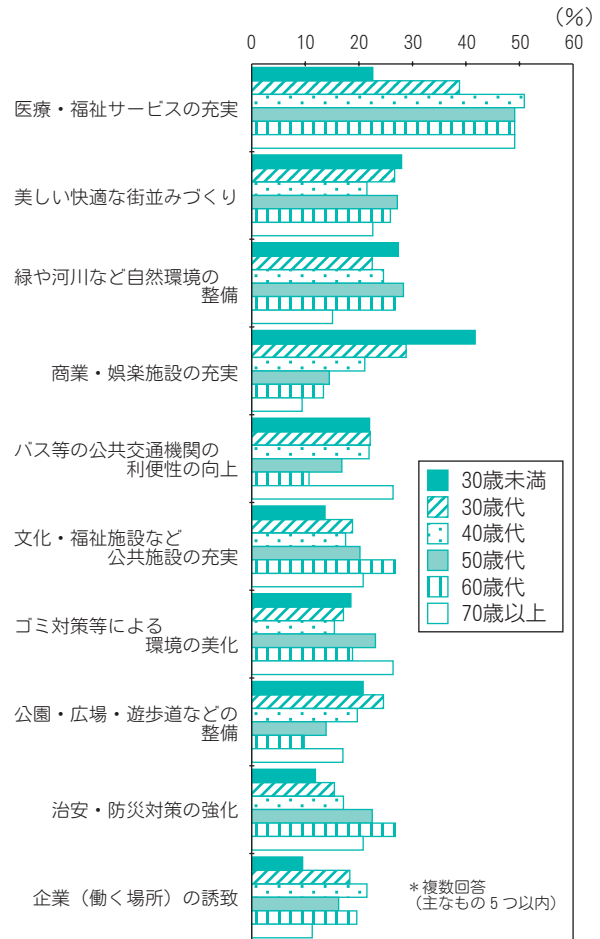 (%)
0 10 20 30 40 50 60
医療・福祉サービスの充実
美しい快適な街並みづくり
緑や河川など自然環境の
整備
商業・娯楽施設の充実
バス等の公共交通機関の
利便性の向上
文化・福祉施設など
公共施設の充実
ゴミ対策等による
環境の美化
公園・広場・遊歩道などの
整備
治安・防災対策の強化
企業（働く場所）の誘致
30歳未満
30歳代
40歳代
50歳代
60歳代
70歳以上
＊複数回答
（主なもの５つ以内）